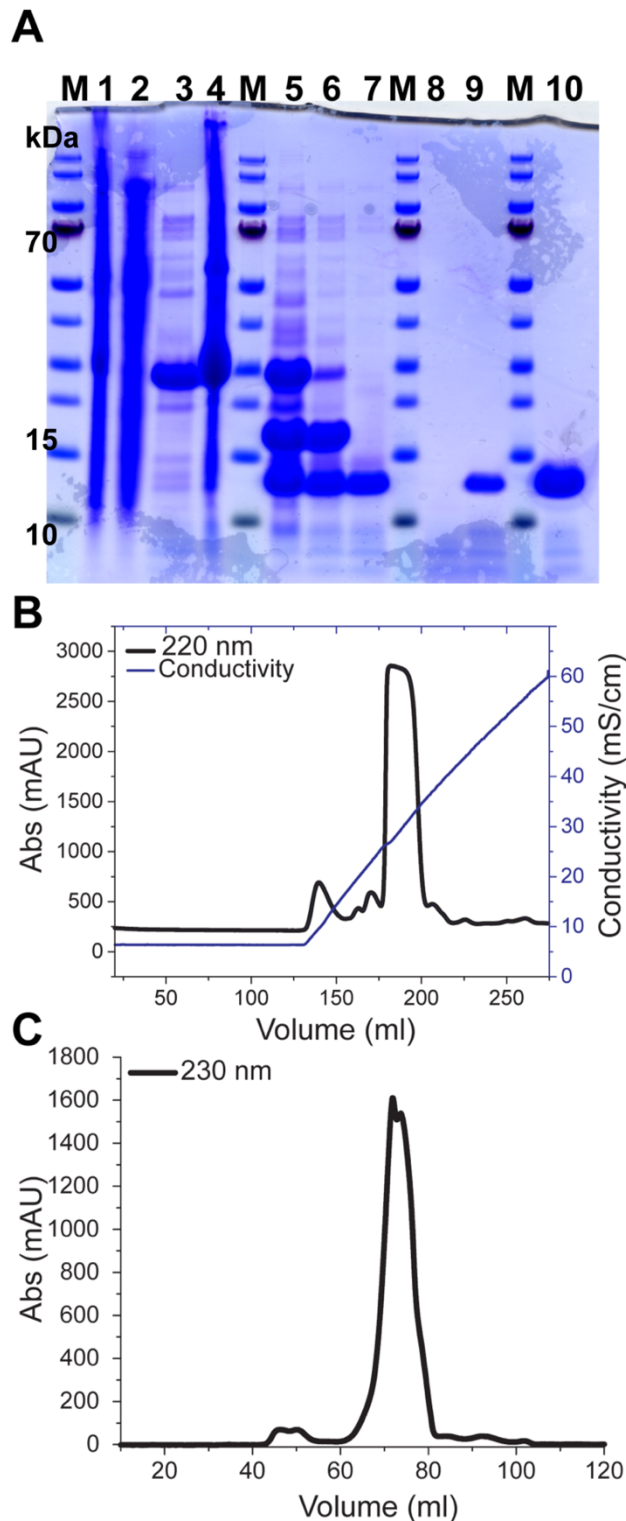 A
M 1 2 3 4 M 5 6 7 M 8 9 M 10
kDa
70
15
10
B
220 nm
Conductivity
3000
2500
2000
1500
1000
500
0
Abs (mAU)
60
50
40
30
20
10
0
Conductivity (mS/cm)
50 100 150 200 250
Volume (ml)
C
230 nm
1800
1600
1400
1200
1000
800
600
400
200
0
Abs (mAU)
20 40 60 80 100 120
Volume (ml)